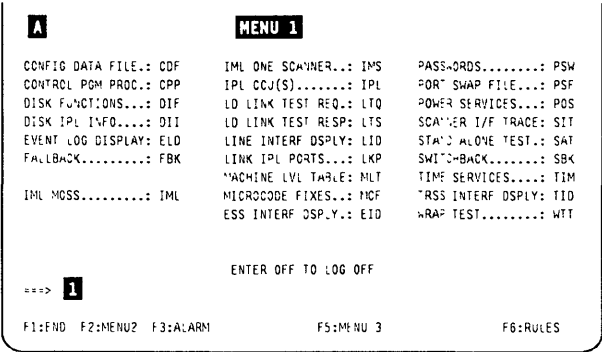 A MENU 1
CONFIG DATA FILE.: CDF IML ONE SCANNER..: IMS PASSWORDS........: PSW
CONTROL PGM PROC.: CPP IPL CCU(S).......: IPL PORT SWAP FILE...: PSF
DISK FUNCTIONS...: DIF LD LINK TEST REQ.: LTQ POWER SERVICES...: POS
DISK IPL INFO....: DII LD LINK TEST RESP: LTS SCANNER I/F TRACE: SIT
EVENT LOG DISPLAY: ELD LINE INTERF DSPLY: LID STAND ALONE TEST.: SAT
FALLBACK.........: FBK LINK IPL PORTS...: LKP SWITCHBACK.......: SBK
MACHINE LVL TABLE: MLT TIME SERVICES....: TIM
IML MOSS.........: IML MICROCODE FIXES..: MCF TRSS INTERF DSPLY: TID
ESS INTERF DSPLY.: EID WRAP TEST........: WTT
ENTER OFF TO LOG OFF
===> 1
F1:END F2:MENU2 F3:ALARM F5:MENU 3 F6:RULES